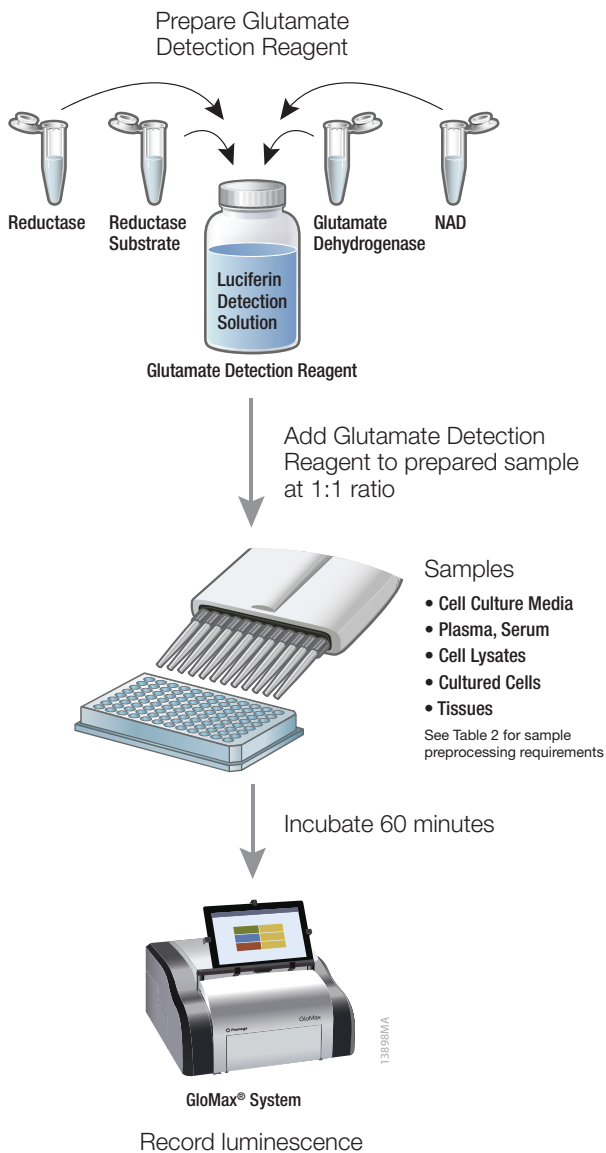 Prepare Glutamate
Detection Reagent
Reductase
Reductase
Substrate
Glutamate
Dehydrogenase
NAD
Luciferin
Detection
Solution
Glutamate Detection Reagent
Add Glutamate Detection
Reagent to prepared sample
at 1:1 ratio
Samples
• Cell Culture Media
• Plasma, Serum
• Cell Lysates
• Cultured Cells
• Tissues
See Table 2 for sample
preprocessing requirements
Incubate 60 minutes
Promega
GloMax
13898MA
GloMax® System
Record luminescence